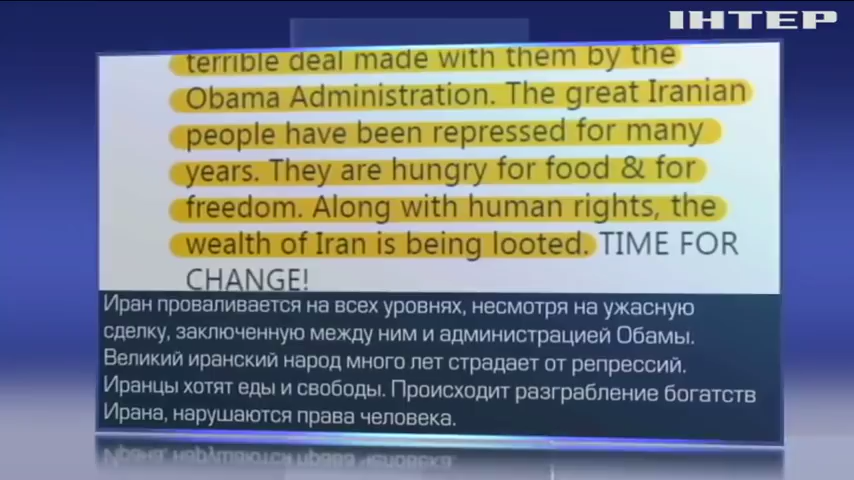 ІНТЕР
terrible deal made with them by the
Obama Administration. The great Iranian
people have been repressed for many
years. They are hungry for food & for
freedom. Along with human rights, the
wealth of Iran is being looted. TIME FOR
CHANGE!
Иран проваливается на всех уровнях, несмотря на ужасную
сделку, заключенную между ним и администрацией Обамы.
Великий иранский народ много лет страдает от репрессий.
Иранцы хотят еды и свободы. Происходит разграбление богатств
Ирана, нарушаются права человека.